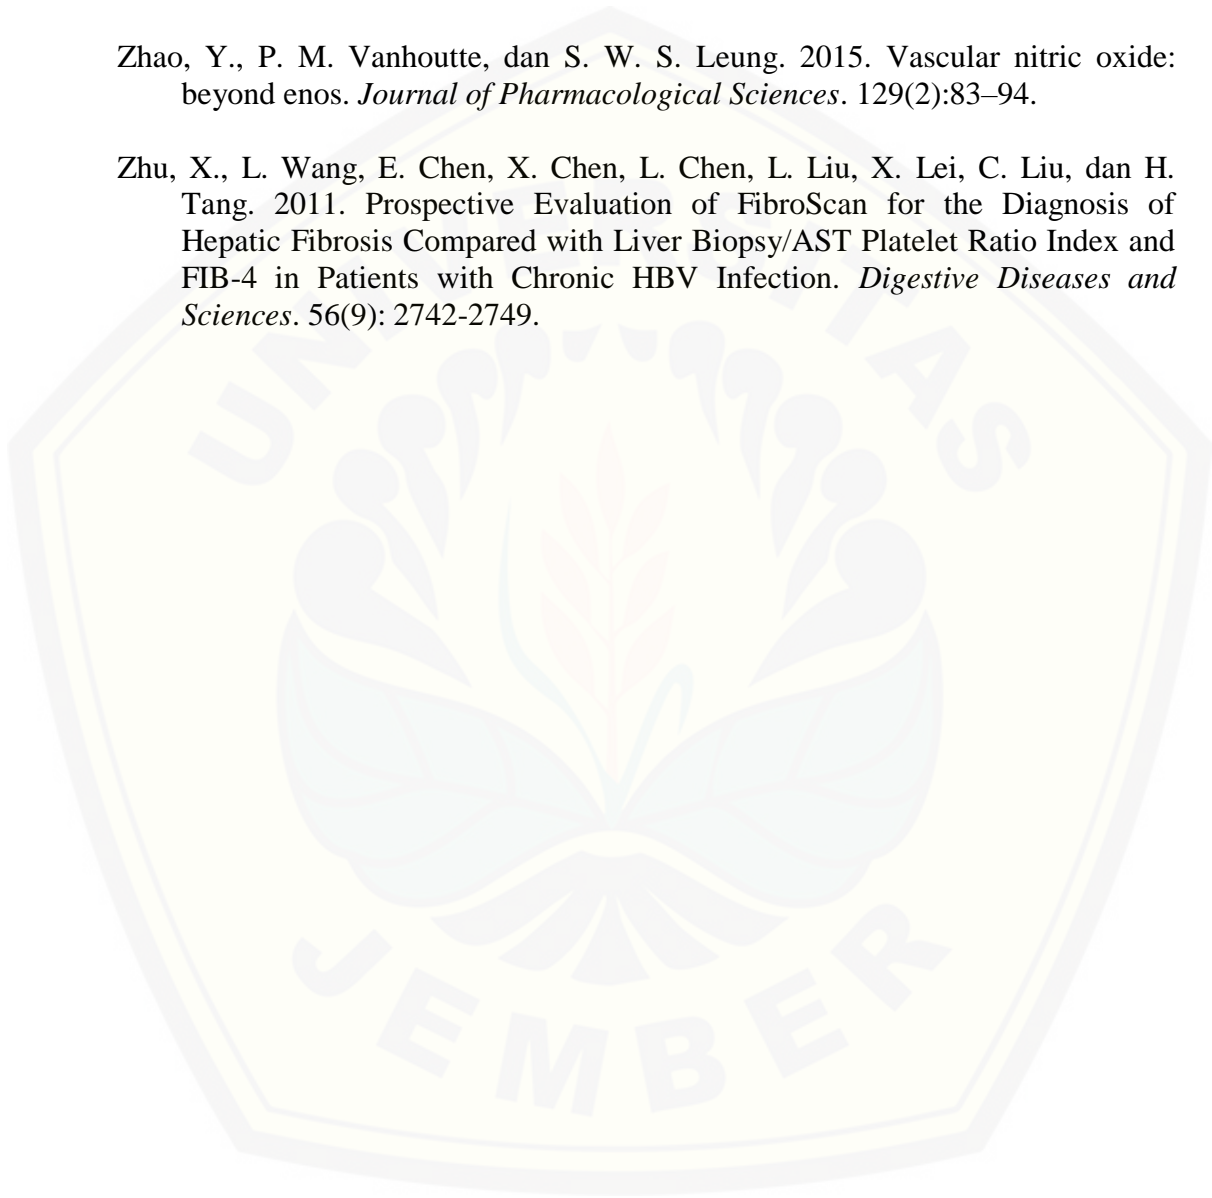 Zhao, Y., P. M. Vanhoutte, dan S. W. S. Leung. 2015. Vascular nitric oxide:
beyond enos. Journal of Pharmacological Sciences. 129(2):83–94.
Zhu, X., L. Wang, E. Chen, X. Chen, L. Chen, L. Liu, X. Lei, C. Liu, dan H.
Tang. 2011. Prospective Evaluation of FibroScan for the Diagnosis of
Hepatic Fibrosis Compared with Liver Biopsy/AST Platelet Ratio Index and
FIB-4 in Patients with Chronic HBV Infection. Digestive Diseases and
Sciences. 56(9): 2742-2749.
UNIVERSITAS
JEMBER